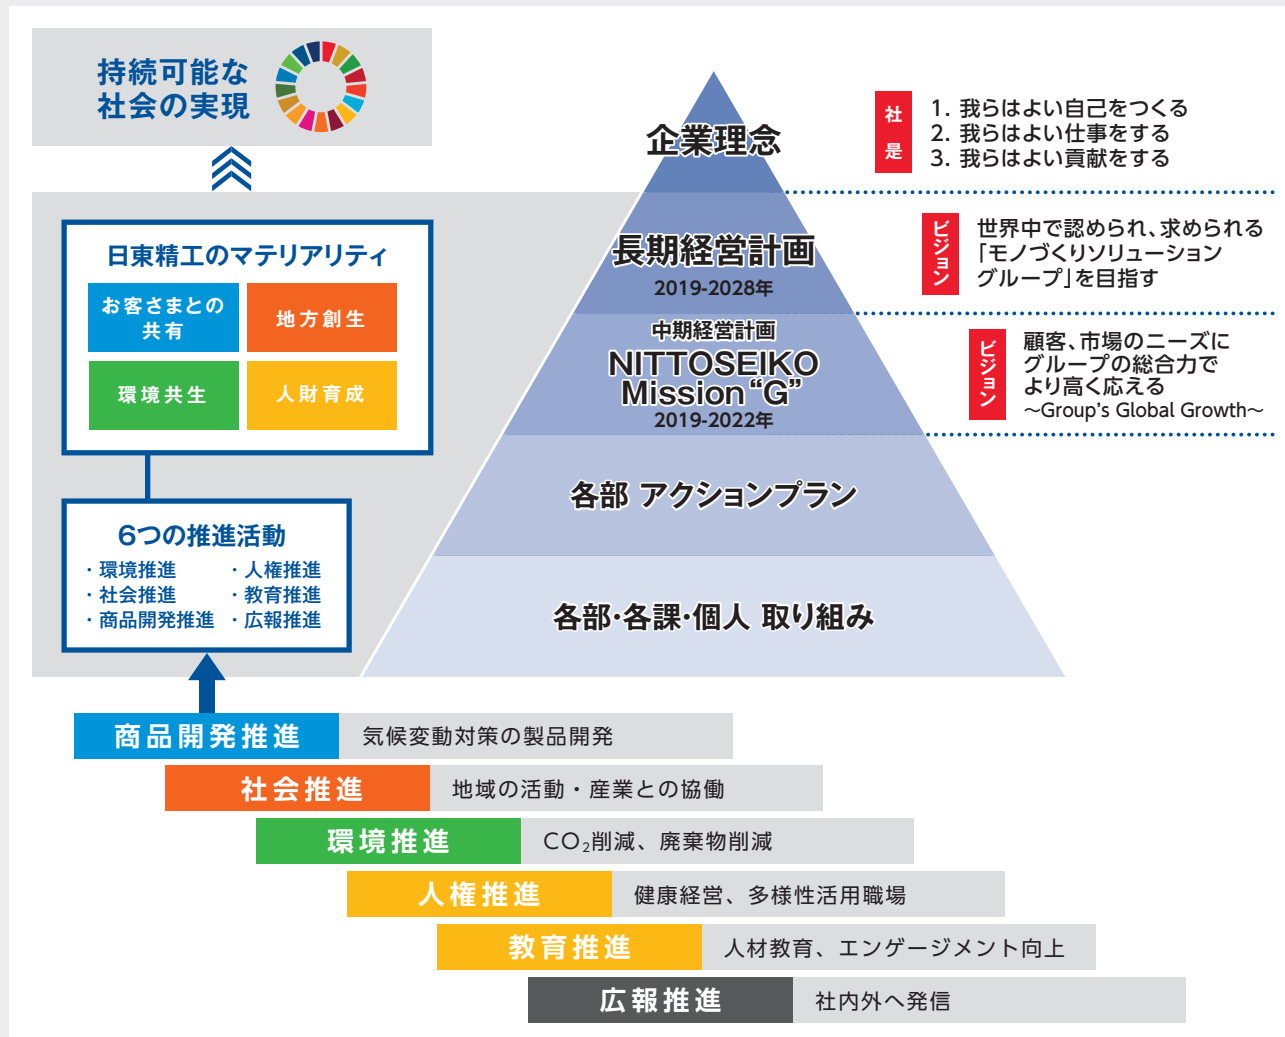 持続可能な
社会の実現
日東精工のマテリアリティ
お客さまとの
共有
地方創生
環境共生
人財育成
6つの推進活動
・環境推進
・人権推進
・社会推進
・教育推進
・商品開発推進
・広報推進
企業理念
長期経営計画
2019-2028年
中期経営計画
NITTOSEIKO
Mission “G”
2019-2022年
各部 アクションプラン
各部・各課・個人 取り組み
社是
1. 我らはよい自己をつくる
2. 我らはよい仕事をする
3. 我らはよい貢献をする
ビジョン
世界中で認められ、求められる
「モノづくりソリューション
グループ」を目指す
ビジョン
顧客、市場のニーズに
グループの総合力で
より高く応える
～Group's Global Growth～
商品開発推進
気候変動対策の製品開発
社会推進
地域の活動・産業との協働
環境推進
CO₂削減、廃棄物削減
人権推進
健康経営、多様性活用職場
教育推進
人材教育、エンゲージメント向上
広報推進
社内外へ発信